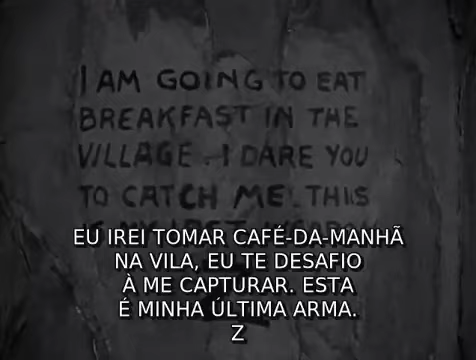 I AM GOING TO EAT
BREAKFAST IN THE
VILLAGE - I DARE YOU
TO CATCH ME. THIS
EU IREI TOMAR CAFÉ-DA-MANHÃ
NA VILA, EU TE DESAFIO
À ME CAPTURAR. ESTA
É MINHA ÚLTIMA ARMA.
Z